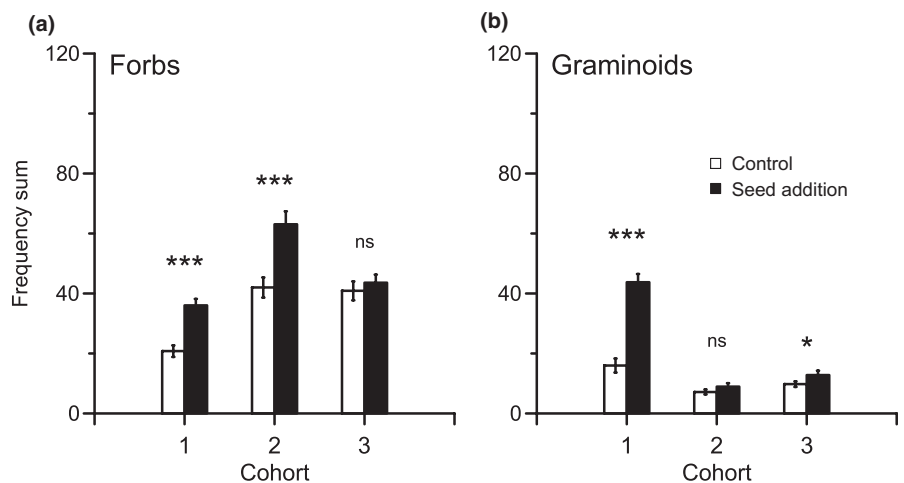 (a)
Forbs
120
80
40
0
Frequency sum
***
***
ns
1 2 3
Cohort
(b)
Graminoids
120
80
40
0
Control
Seed addition
***
ns
*
1 2 3
Cohort